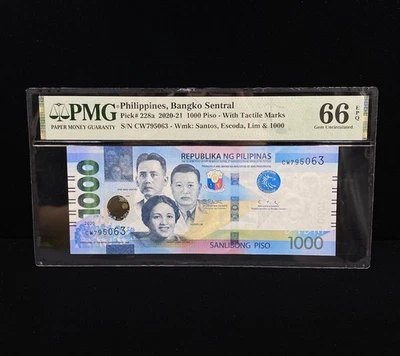 PMG
PAPER MONEY GUARANTY
Philippines, Bangko Sentral
Pick# 228a 2020-21 1000 Piso - With Tactile Marks
S/N CW795063 - Wmk: Santos, Escoda, Lim & 1000
66 EPQ
Gem Uncirculated
REPUBLIKA NG PILIPINAS
CW795063
1000
2020
CW795063
SANLIBONG PISO
1000